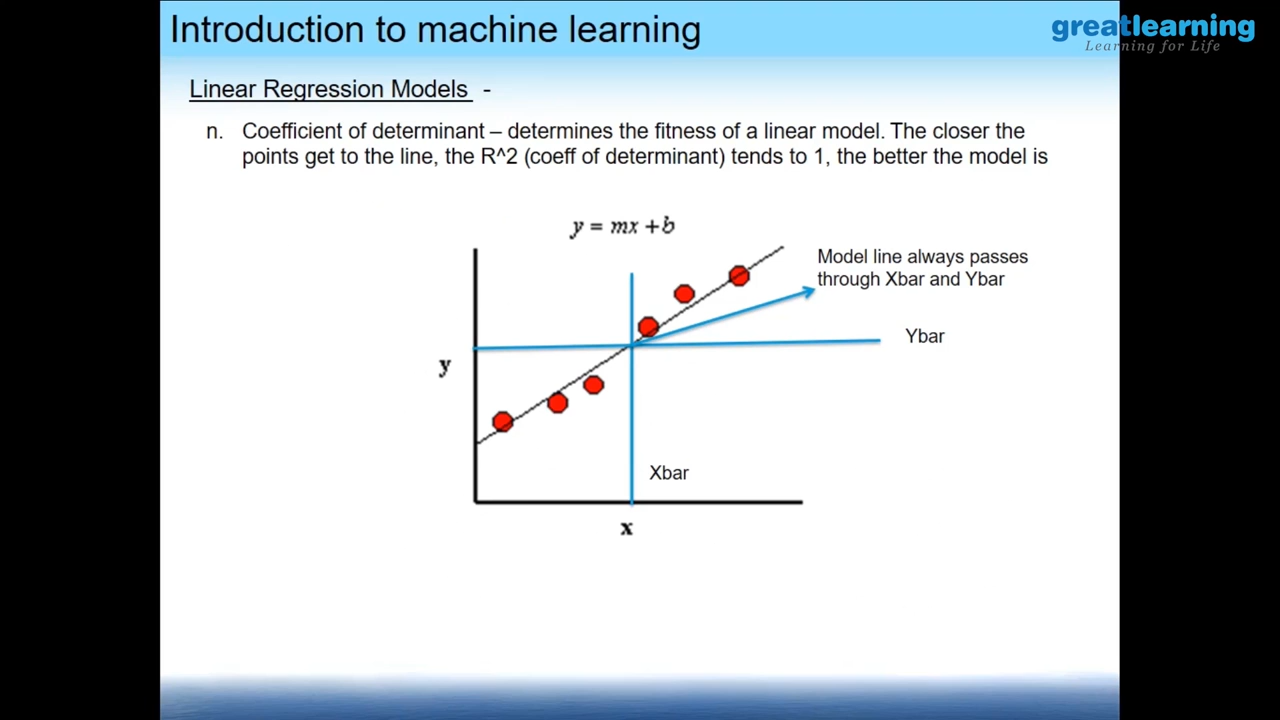 Introduction to machine learning
greatlearning
Learning for Life
Linear Regression Models -
n. Coefficient of determinant – determines the fitness of a linear model. The closer the
points get to the line, the R^2 (coeff of determinant) tends to 1, the better the model is
y = mx + b
Model line always passes
through Xbar and Ybar
Ybar
y
Xbar
x